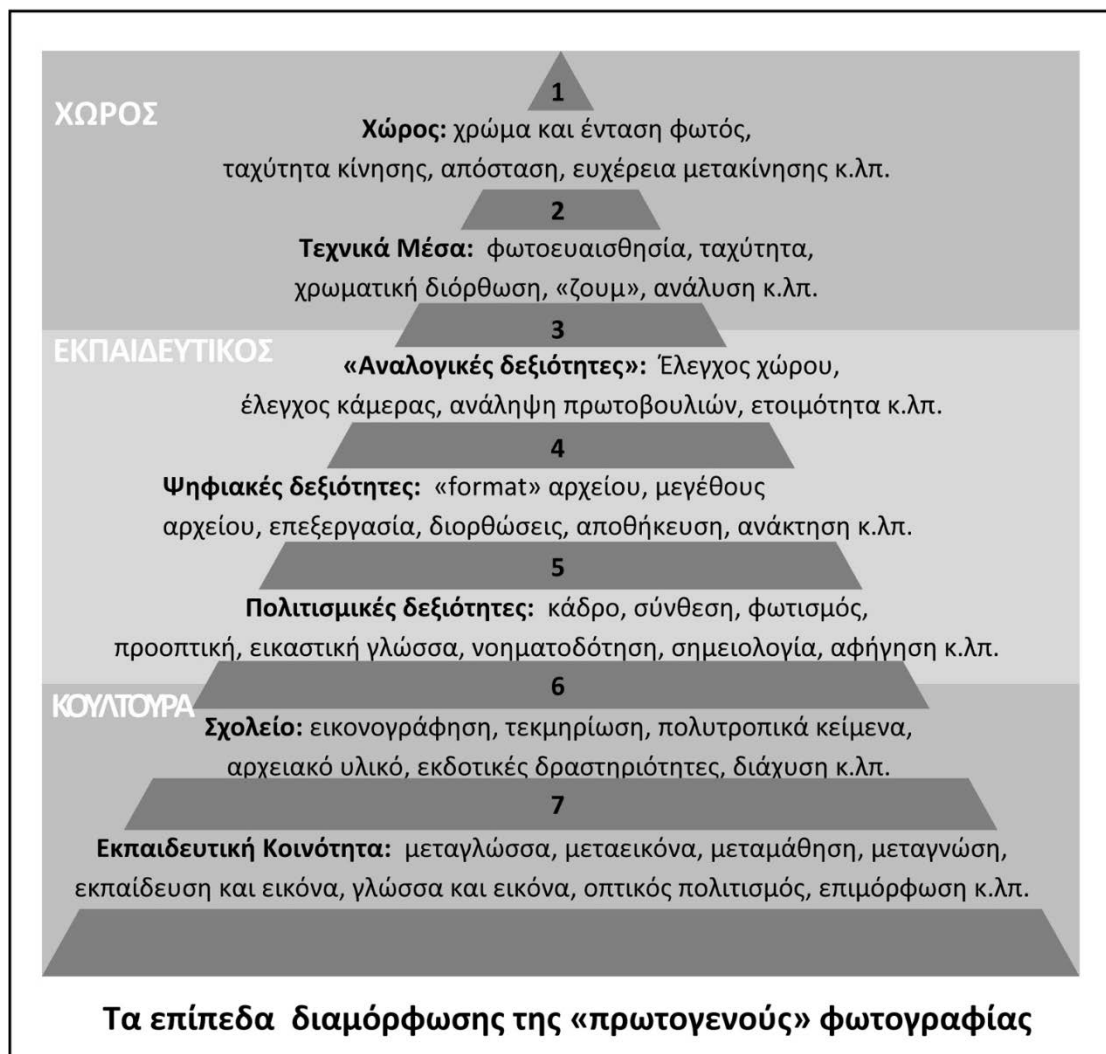 1
ΧΩΡΟΣ
Χώρος: χρώμα και ένταση φωτός,
ταχύτητα κίνησης, απόσταση, ευχέρεια μετακίνησης κ.λπ.
2
Τεχνικά Μέσα: φωτοευαισθησία, ταχύτητα,
χρωματική διόρθωση, «ζουμ», ανάλυση κ.λπ.
3
ΕΚΠΑΙΔΕΥΤΙΚΟΣ
«Αναλογικές δεξιότητες»: Έλεγχος χώρου,
έλεγχος κάμερας, ανάληψη πρωτοβουλιών, ετοιμότητα κ.λπ.
4
Ψηφιακές δεξιότητες: «format» αρχείου, μεγέθους
αρχείου, επεξεργασία, διορθώσεις, αποθήκευση, ανάκτηση κ.λπ.
5
Πολιτισμικές δεξιότητες: κάδρο, σύνθεση, φωτισμός,
προοπτική, εικαστική γλώσσα, νοηματοδότηση, σημειολογία, αφήγηση κ.λπ.
6
ΚΟΥΛΤΟΥΡΑ
Σχολείο: εικονογράφηση, τεκμηρίωση, πολυτροπικά κείμενα,
αρχειακό υλικό, εκδοτικές δραστηριότητες, διάχυση κ.λπ.
7
Εκπαιδευτική Κοινότητα: μεταγλώσσα, μεταεικόνα, μεταμάθηση, μεταγνώση,
εκπαίδευση και εικόνα, γλώσσα και εικόνα, οπτικός πολιτισμός, επιμόρφωση κ.λπ.
Τα επίπεδα διαμόρφωσης της «πρωτογενούς» φωτογραφίας